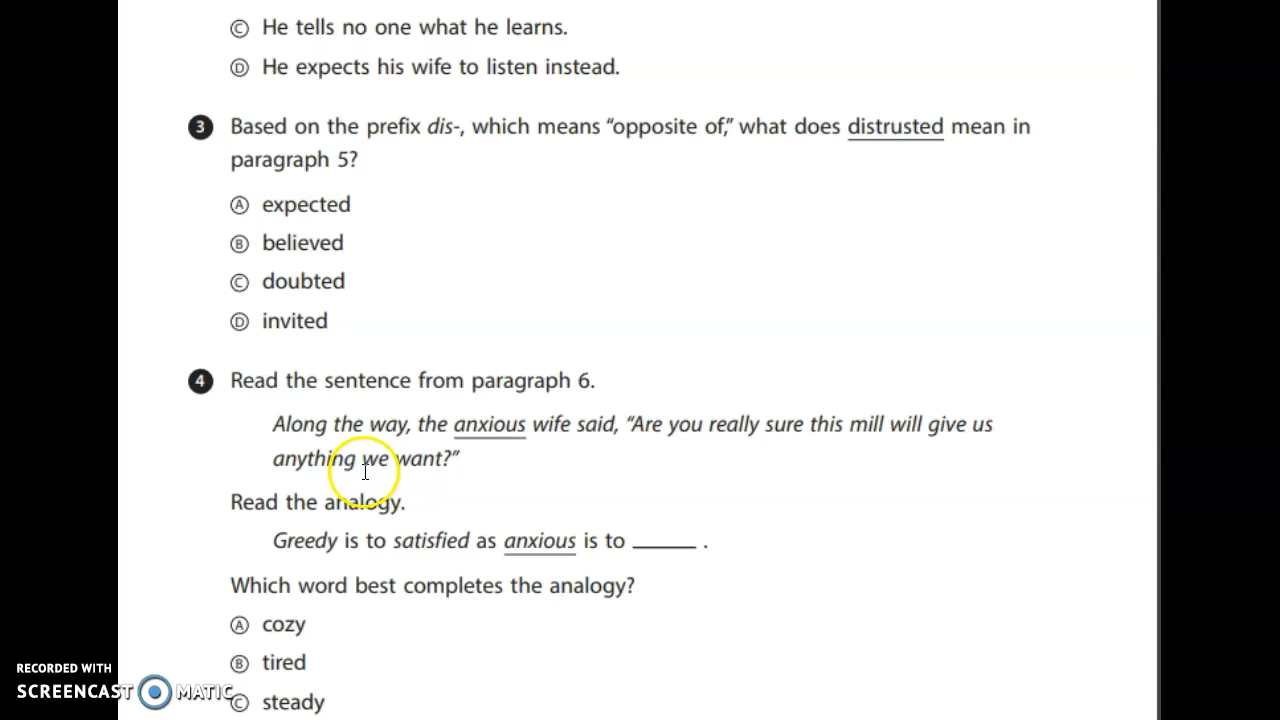 Ⓒ He tells no one what he learns.
Ⓓ He expects his wife to listen instead.
3 Based on the prefix dis-, which means “opposite of,” what does distrusted mean in
paragraph 5?
Ⓐ expected
Ⓑ believed
Ⓒ doubted
Ⓓ invited
4 Read the sentence from paragraph 6.
Along the way, the anxious wife said, “Are you really sure this mill will give us
anything we want?”
Read the analogy.
Greedy is to satisfied as anxious is to ______ .
Which word best completes the analogy?
Ⓐ cozy
Ⓑ tired
Ⓒ steady
RECORDED WITH
SCREENCAST MATIC